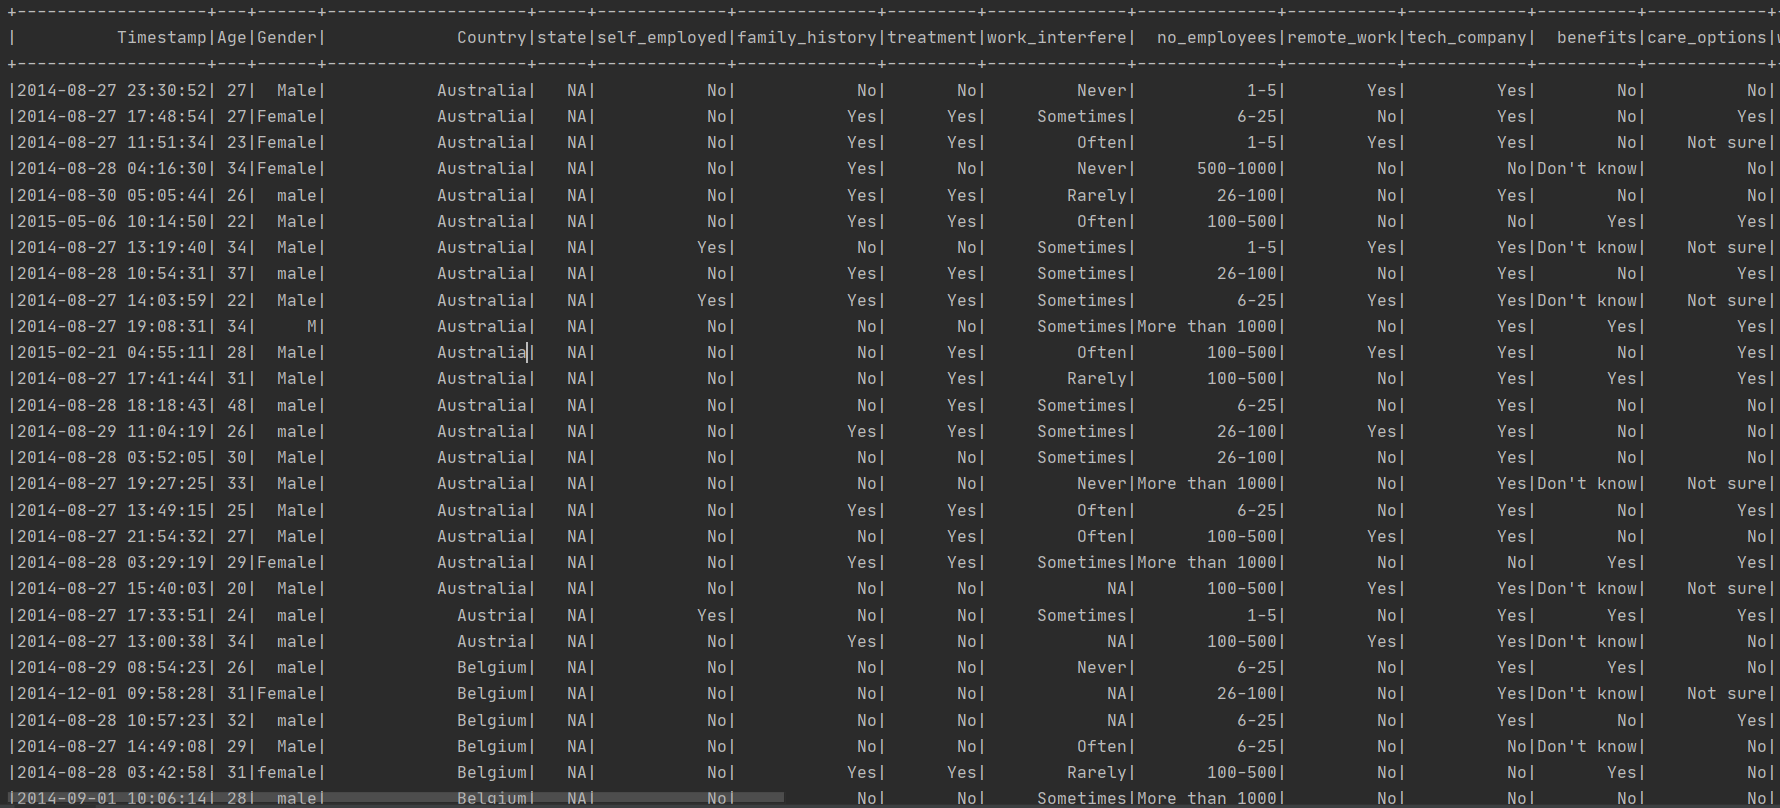 +-------------------+---+------+--------------------+-----+-------------+--------------+---------+--------------+--------------+-----------+------------+----------+------------+
|          Timestamp|Age|Gender|             Country|state|self_employed|family_history|treatment|work_interfere|  no_employees|remote_work|tech_company|  benefits|care_options|
+-------------------+---+------+--------------------+-----+-------------+--------------+---------+--------------+--------------+-----------+------------+----------+------------+
|2014-08-27 23:30:52| 27|  Male|           Australia|   NA|           No|            No|       No|         Never|           1-5|        Yes|         Yes|        No|          No|
|2014-08-27 17:48:54| 27|Female|           Australia|   NA|           No|           Yes|      Yes|     Sometimes|          6-25|         No|         Yes|        No|         Yes|
|2014-08-27 11:51:34| 23|Female|           Australia|   NA|           No|           Yes|      Yes|         Often|           1-5|        Yes|         Yes|        No|    Not sure|
|2014-08-28 04:16:30| 34|Female|           Australia|   NA|           No|           Yes|       No|         Never|      500-1000|         No|          No|Don't know|          No|
|2014-08-30 05:05:44| 26|  male|           Australia|   NA|           No|           Yes|      Yes|        Rarely|        26-100|         No|         Yes|        No|          No|
|2015-05-06 10:14:50| 22|  Male|           Australia|   NA|           No|           Yes|      Yes|         Often|       100-500|         No|          No|       Yes|         Yes|
|2014-08-27 13:19:40| 34|  Male|           Australia|   NA|          Yes|            No|       No|     Sometimes|           1-5|        Yes|         Yes|Don't know|    Not sure|
|2014-08-28 10:54:31| 37|  male|           Australia|   NA|           No|           Yes|      Yes|     Sometimes|        26-100|         No|         Yes|        No|         Yes|
|2014-08-27 14:03:59| 22|  Male|           Australia|   NA|          Yes|           Yes|      Yes|     Sometimes|          6-25|        Yes|         Yes|Don't know|    Not sure|
|2014-08-27 19:08:31| 34|     M|           Australia|   NA|           No|            No|       No|     Sometimes|More than 1000|         No|         Yes|       Yes|         Yes|
|2015-02-21 04:55:11| 28|  Male|           Australia|   NA|           No|            No|      Yes|         Often|       100-500|        Yes|         Yes|        No|         Yes|
|2014-08-27 17:41:44| 31|  Male|           Australia|   NA|           No|            No|      Yes|        Rarely|       100-500|         No|         Yes|       Yes|         Yes|
|2014-08-28 18:18:43| 48|  male|           Australia|   NA|           No|            No|      Yes|     Sometimes|          6-25|         No|         Yes|        No|          No|
|2014-08-29 11:04:19| 26|  male|           Australia|   NA|           No|           Yes|      Yes|     Sometimes|        26-100|        Yes|         Yes|        No|          No|
|2014-08-28 03:52:05| 30|  Male|           Australia|   NA|           No|            No|       No|     Sometimes|        26-100|         No|         Yes|        No|          No|
|2014-08-27 19:27:25| 33|  Male|           Australia|   NA|           No|            No|       No|         Never|More than 1000|         No|         Yes|Don't know|    Not sure|
|2014-08-27 13:49:15| 25|  Male|           Australia|   NA|           No|           Yes|      Yes|         Often|          6-25|         No|         Yes|        No|         Yes|
|2014-08-27 21:54:32| 27|  Male|           Australia|   NA|           No|            No|      Yes|         Often|       100-500|        Yes|         Yes|        No|          No|
|2014-08-28 03:29:19| 29|Female|           Australia|   NA|           No|           Yes|      Yes|     Sometimes|More than 1000|         No|          No|       Yes|         Yes|
|2014-08-27 15:40:03| 20|  Male|           Australia|   NA|           No|            No|       No|            NA|       100-500|        Yes|         Yes|Don't know|    Not sure|
|2014-08-27 17:33:51| 24|  male|             Austria|   NA|          Yes|            No|       No|     Sometimes|           1-5|         No|         Yes|       Yes|         Yes|
|2014-08-27 13:00:38| 34|  male|             Austria|   NA|           No|           Yes|       No|            NA|       100-500|        Yes|         Yes|Don't know|          No|
|2014-08-29 08:54:23| 26|  male|             Belgium|   NA|           No|            No|       No|         Never|          6-25|         No|         Yes|       Yes|          No|
|2014-12-01 09:58:28| 31|Female|             Belgium|   NA|           No|            No|       No|            NA|        26-100|         No|         Yes|Don't know|    Not sure|
|2014-08-28 10:57:23| 32|  male|             Belgium|   NA|           No|            No|       No|            NA|          6-25|         No|         Yes|        No|         Yes|
|2014-08-27 14:49:08| 29|  Male|             Belgium|   NA|           No|            No|       No|         Often|          6-25|         No|          No|Don't know|          No|
|2014-08-28 03:42:58| 31|female|             Belgium|   NA|           No|           Yes|      Yes|        Rarely|       100-500|         No|          No|       Yes|          No|
|2014-09-01 10:06:14| 28|  male|             Belgium|   NA|           No|            No|       No|     Sometimes|More than 1000|         No|          No|        No|          No|